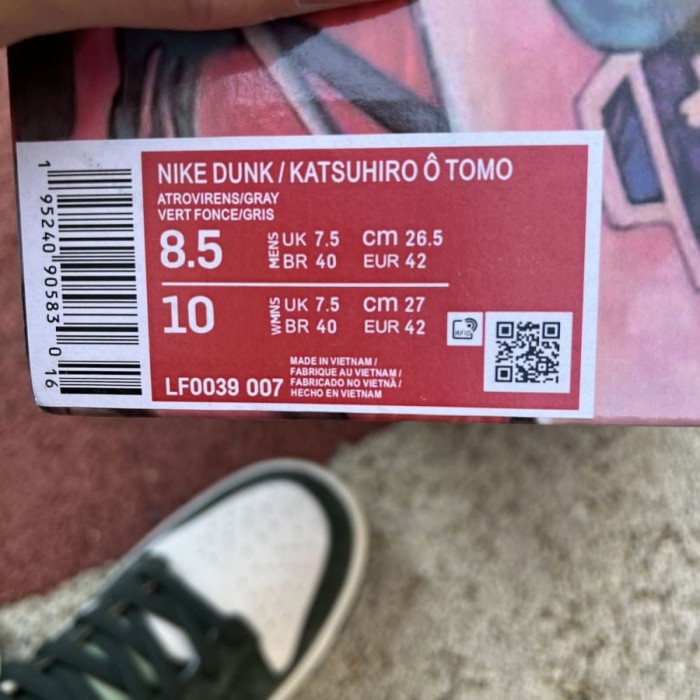 NIKE DUNK / KATSUHIRO Ô TOMO
ATROVIRENS/GRAY
VERT FONCE/GRIS
8.5 MENS UK 7.5 cm 26.5
BR 40 EUR 42
10 WMNS UK 7.5 cm 27
BR 40 EUR 42
RFID
LF0039 007
MADE IN VIETNAM /
FABRIQUE AU VIETNAM /
FABRICADO NO VIETNÀ /
HECHO EN VIETNAM
1 95240 90583 0 16